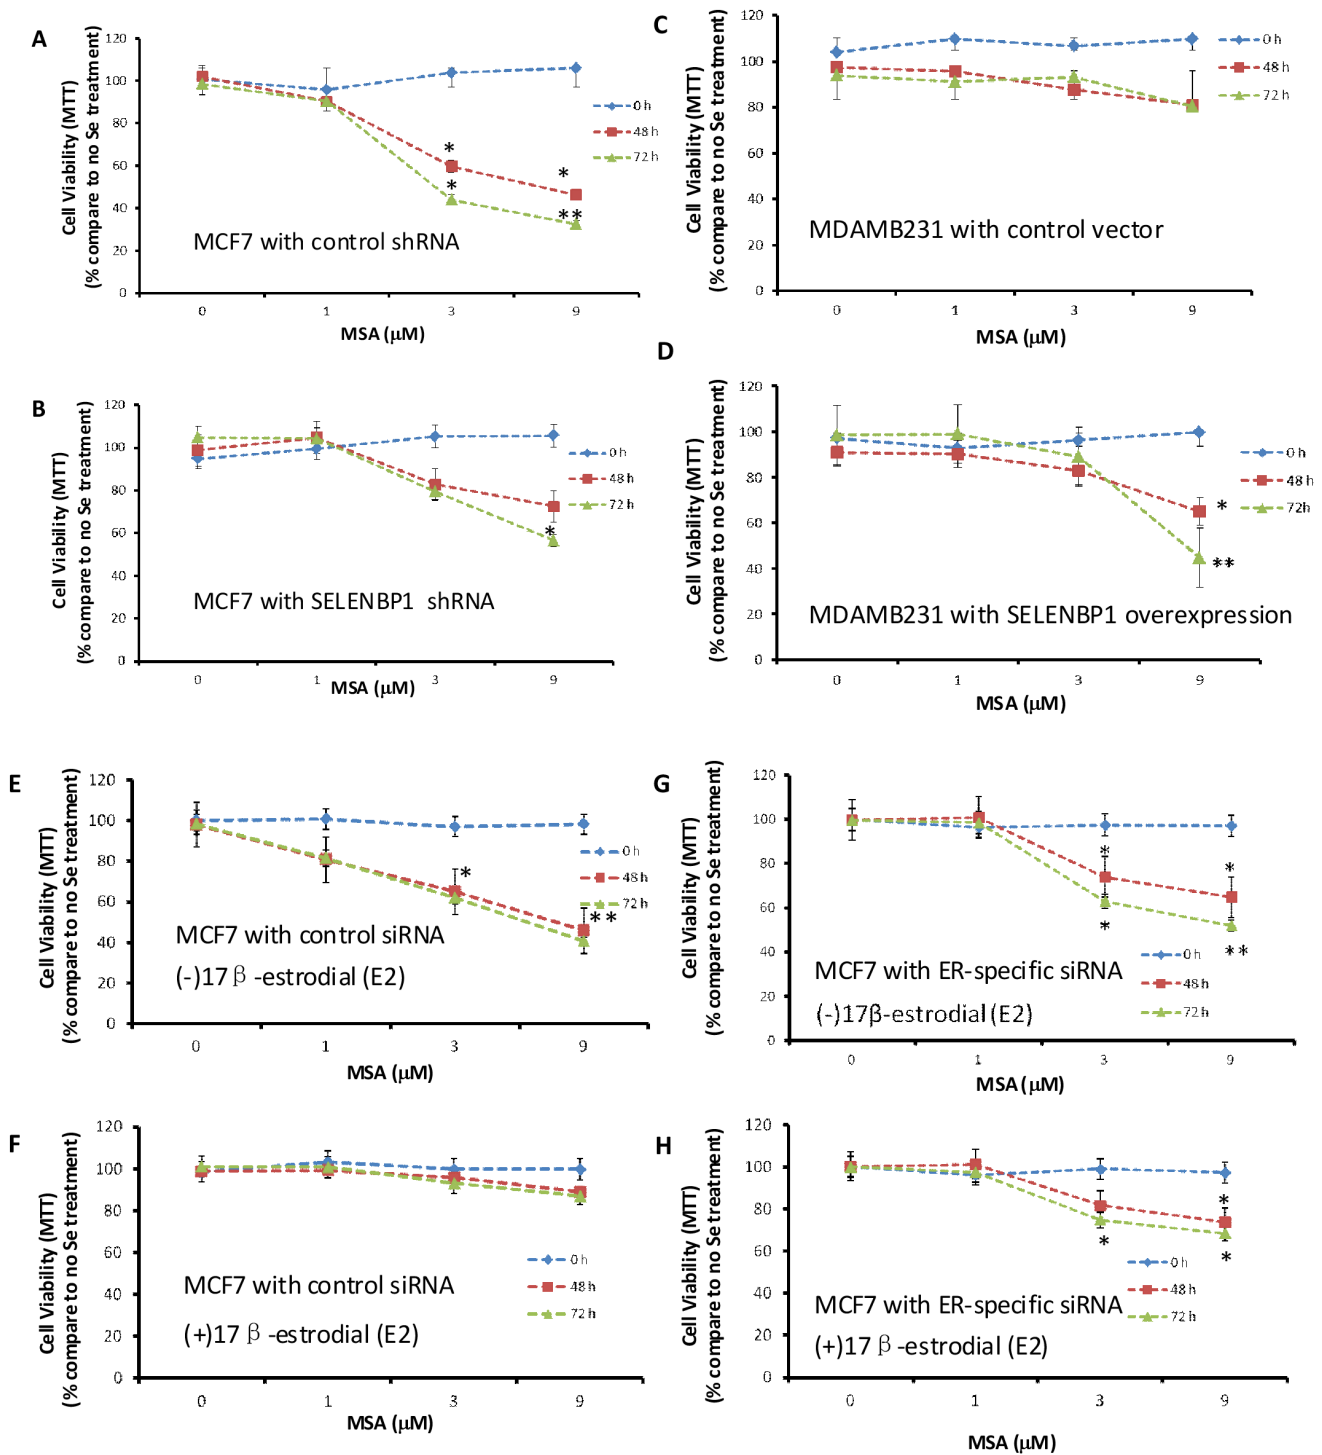 A
Cell Viability (MTT)
(% compare to no Se treatment)
140
120
100
80
60
40
20
0
0
1
3
9
MSA (μM)
0 h
48 h
72 h
*
*
*
**
MCF7 with control shRNA
B
Cell Viability (MTT)
(% compare to no Se treatment)
120
100
80
60
40
20
0
0
1
3
9
MSA (μM)
0 h
48 h
72 h
*
MCF7 with SELENBP1 shRNA
C
Cell Viability (MTT)
(% compare to no Se treatment)
120
100
80
60
40
20
0
0
1
3
9
MSA (μM)
0 h
48 h
72 h
MDAMB231 with control vector
D
Cell Viability (MTT)
(% compare to no Se treatment)
120
100
80
60
40
20
0
0
1
3
9
MSA (μM)
0 h
48 h
72h
*
**
MDAMB231 with SELENBP1 overexpression
E
Cell Viability (MTT)
(% compare to no Se treatment)
120
100
80
60
40
20
0
0
1
3
9
MSA (μM)
0 h
48 h
72 h
*
**
MCF7 with control siRNA
(-)17β-estrodial (E2)
F
Cell Viability (MTT)
(% compare to no Se treatment)
120
100
80
60
40
20
0
0
1
3
9
MSA (μM)
0 h
48 h
72 h
MCF7 with control siRNA
(+)17β-estrodial (E2)
G
Cell Viability (MTT)
(% compare to no Se treatment)
120
100
80
60
40
20
0
0
1
3
9
MSA (μM)
0 h
48 h
72 h
*
*
*
**
MCF7 with ER-specific siRNA
(-)17β-estrodial (E2)
H
Cell Viability (MTT)
(% compare to no Se treatment)
120
100
80
60
40
20
0
0
1
3
9
MSA (μM)
0 h
48 h
72 h
*
*
*
MCF7 with ER-specific siRNA
(+)17β-estrodial (E2)